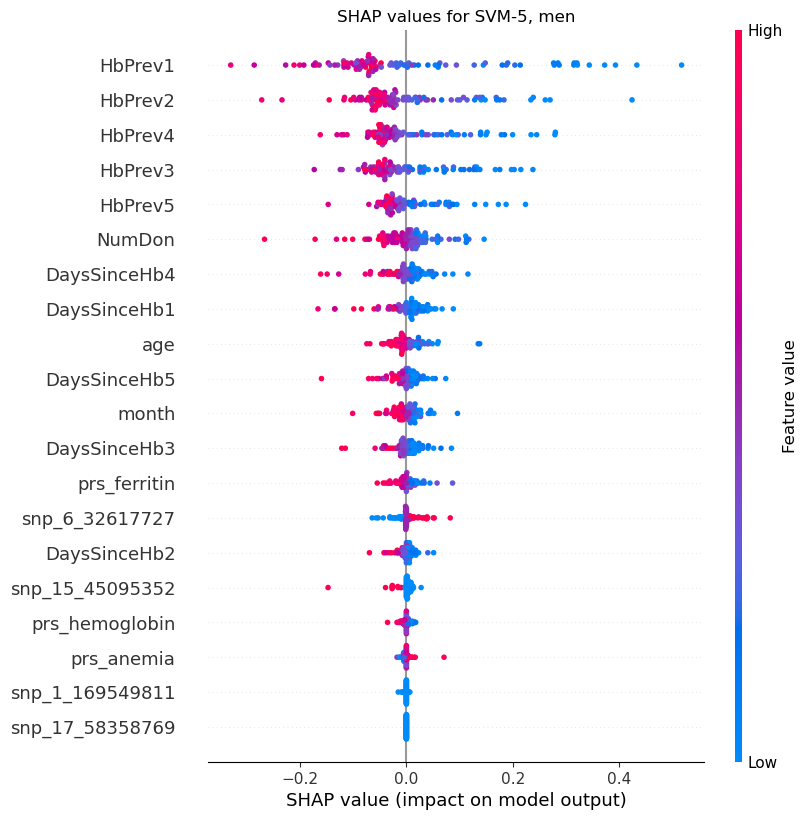 SHAP values for SVM-5, men
High
HbPrev1
HbPrev2
HbPrev4
HbPrev3
HbPrev5
NumDon
DaysSinceHb4
DaysSinceHb1
age
DaysSinceHb5
month
DaysSinceHb3
prs_ferritin
snp_6_32617727
DaysSinceHb2
snp_15_45095352
prs_hemoglobin
prs_anemia
snp_1_169549811
snp_17_58358769
Feature value
Low
−0.2 0.0 0.2 0.4
SHAP value (impact on model output)